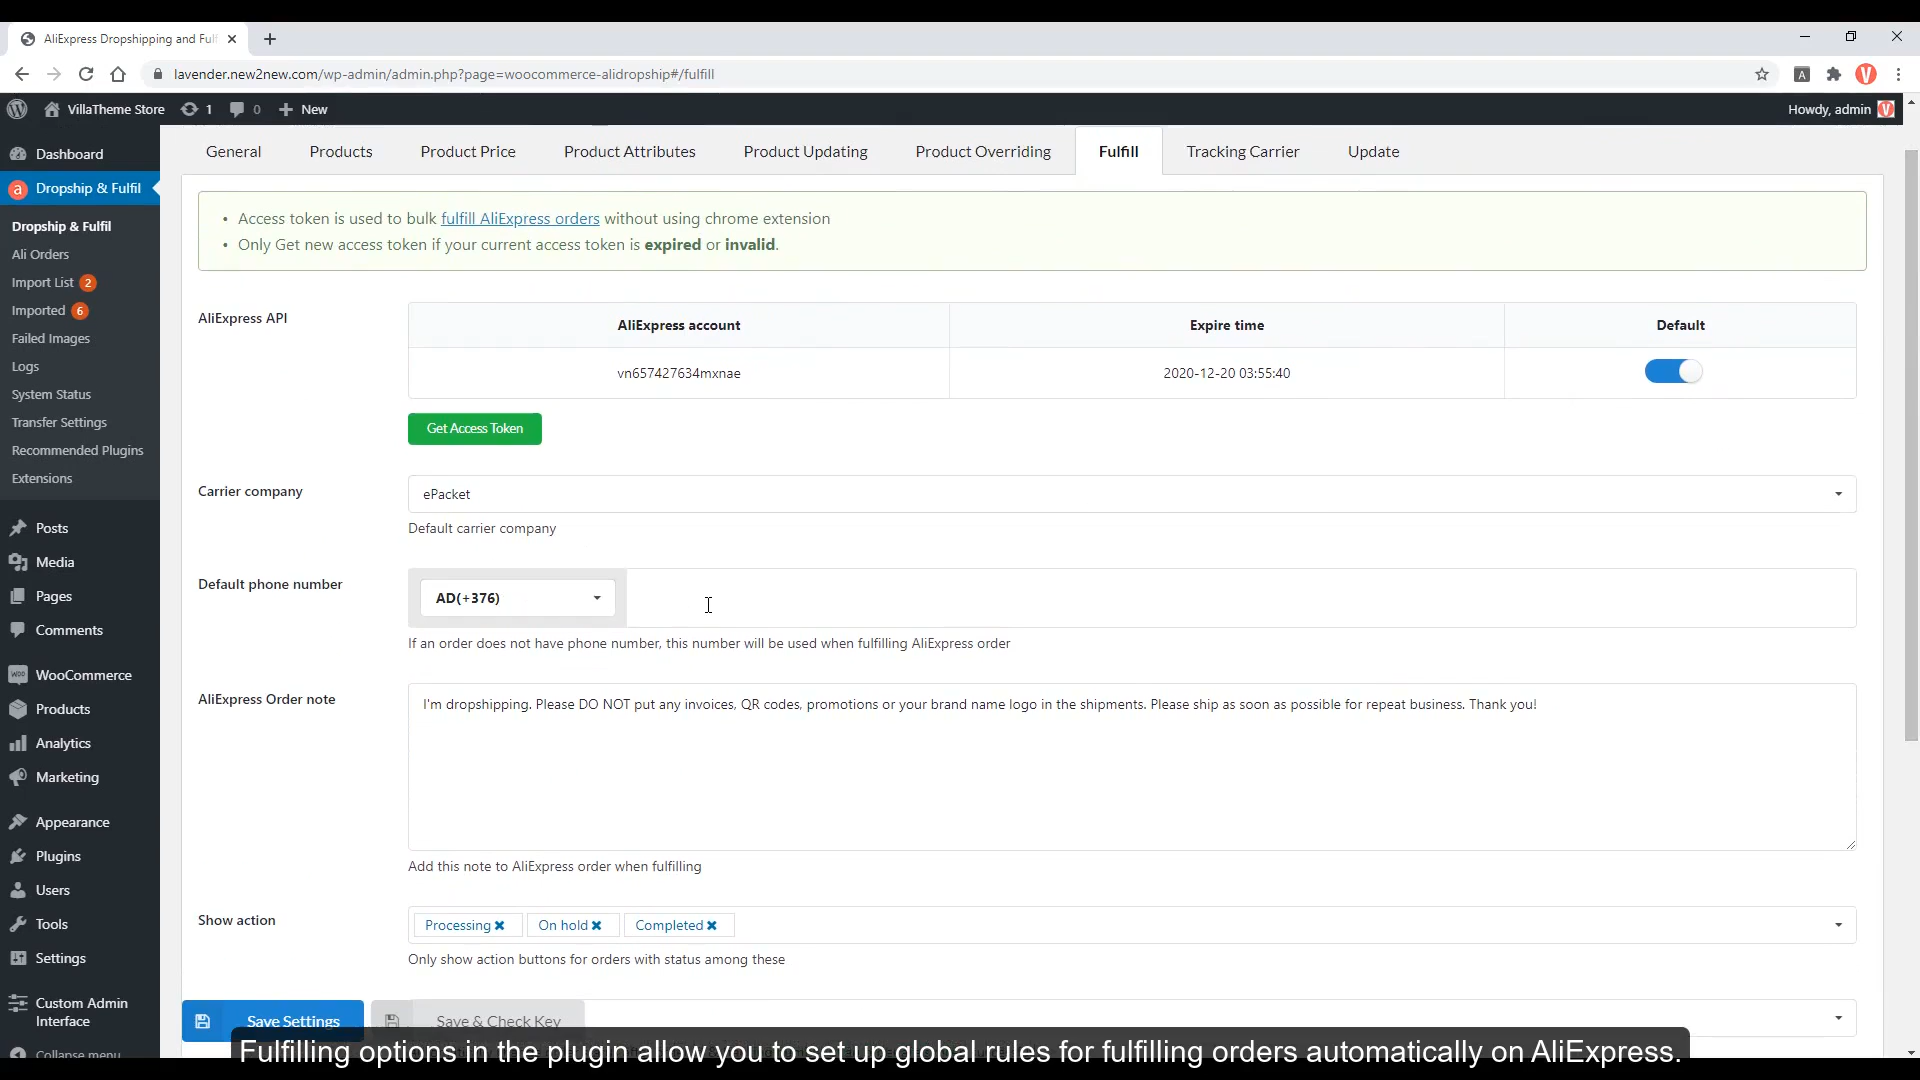 AliExpress Dropshipping and Fulf
lavender.new2new.com/wp-admin/admin.php?page=woocommerce-alidropship#/fulfill
A
V
VillaTheme Store
1
0
New
Howdy, admin
V
General
Products
Product Price
Product Attributes
Product Updating
Product Overriding
Fulfill
Tracking Carrier
Update
Dashboard
a Dropship & Fulfil
Dropship & Fulfil
Ali Orders
Import List 2
Imported 6
Failed Images
Logs
System Status
Transfer Settings
Recommended Plugins
Extensions
Posts
Media
Pages
Comments
Woo WooCommerce
Products
Analytics
Marketing
Appearance
Plugins
Users
Tools
Settings
Custom Admin
Interface
Collapse menu
• Access token is used to bulk fulfill AliExpress orders without using chrome extension
• Only Get new access token if your current access token is expired or invalid.
AliExpress API
AliExpress account
Expire time
Default
vn657427634mxnae
2020-12-20 03:55:40
Get Access Token
Carrier company
ePacket
Default carrier company
Default phone number
AD(+376)
If an order does not have phone number, this number will be used when fulfilling AliExpress order
AliExpress Order note
I'm dropshipping. Please DO NOT put any invoices, QR codes, promotions or your brand name logo in the shipments. Please ship as soon as possible for repeat business. Thank you!
Add this note to AliExpress order when fulfilling
Show action
Processing
On hold
Completed
Only show action buttons for orders with status among these
Save Settings
Save & Check Key
Fulfilling options in the plugin allow you to set up global rules for fulfilling orders automatically on AliExpress.